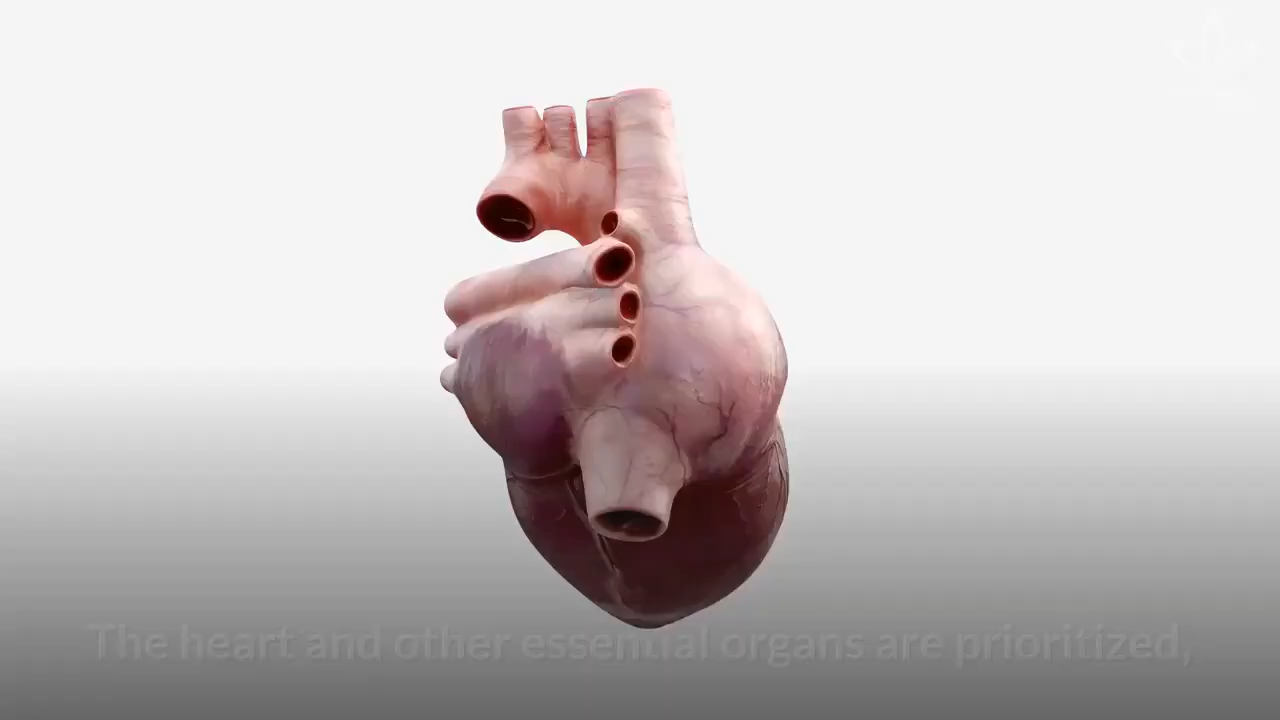 The heart and other essential organs are prioritized,